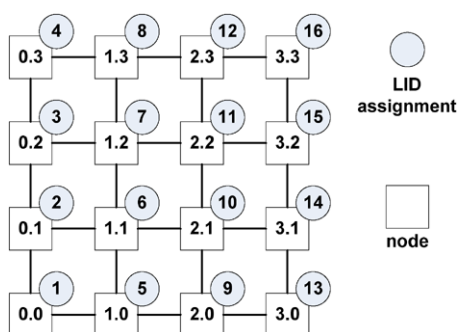 4 8 12 16
0.3 1.3 2.3 3.3
LID
assignment
3 7 11 15
0.2 1.2 2.2 3.2
2 6 10 14
0.1 1.1 2.1 3.1
node
1 5 9 13
0.0 1.0 2.0 3.0